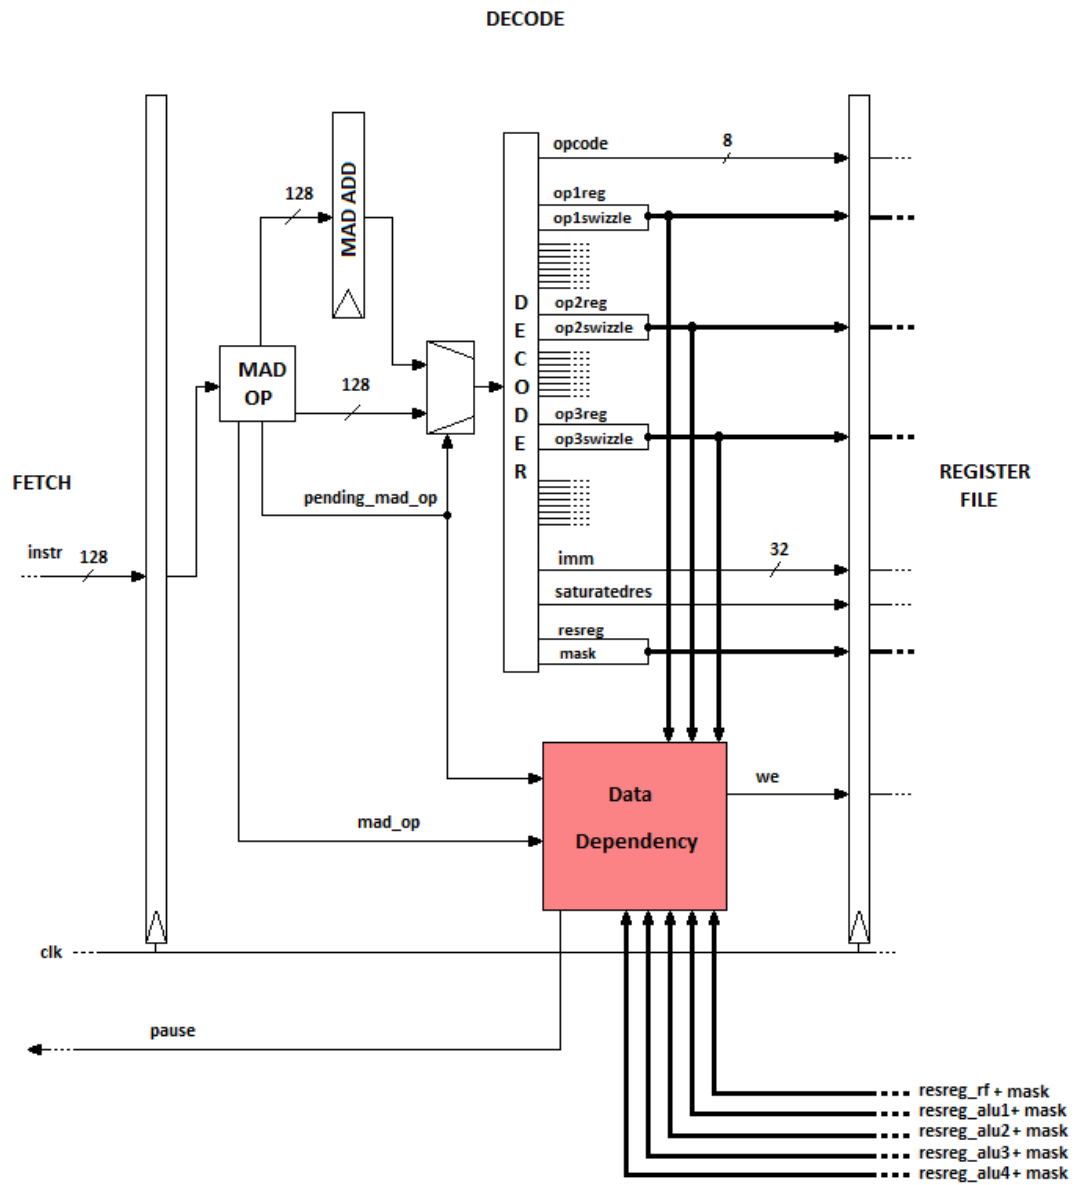 DECODE
MAD ADD
128
opcode
8
op1reg
op1swizzle
op2reg
op2swizzle
op3reg
op3swizzle
DECODER
MAD
OP
128
FETCH
pending_mad_op
REGISTER
FILE
instr
128
imm
32
saturatedres
resreg
mask
Data
Dependency
we
mad_op
clk
pause
resreg_rf + mask
resreg_alu1+ mask
resreg_alu2+ mask
resreg_alu3+ mask
resreg_alu4+ mask